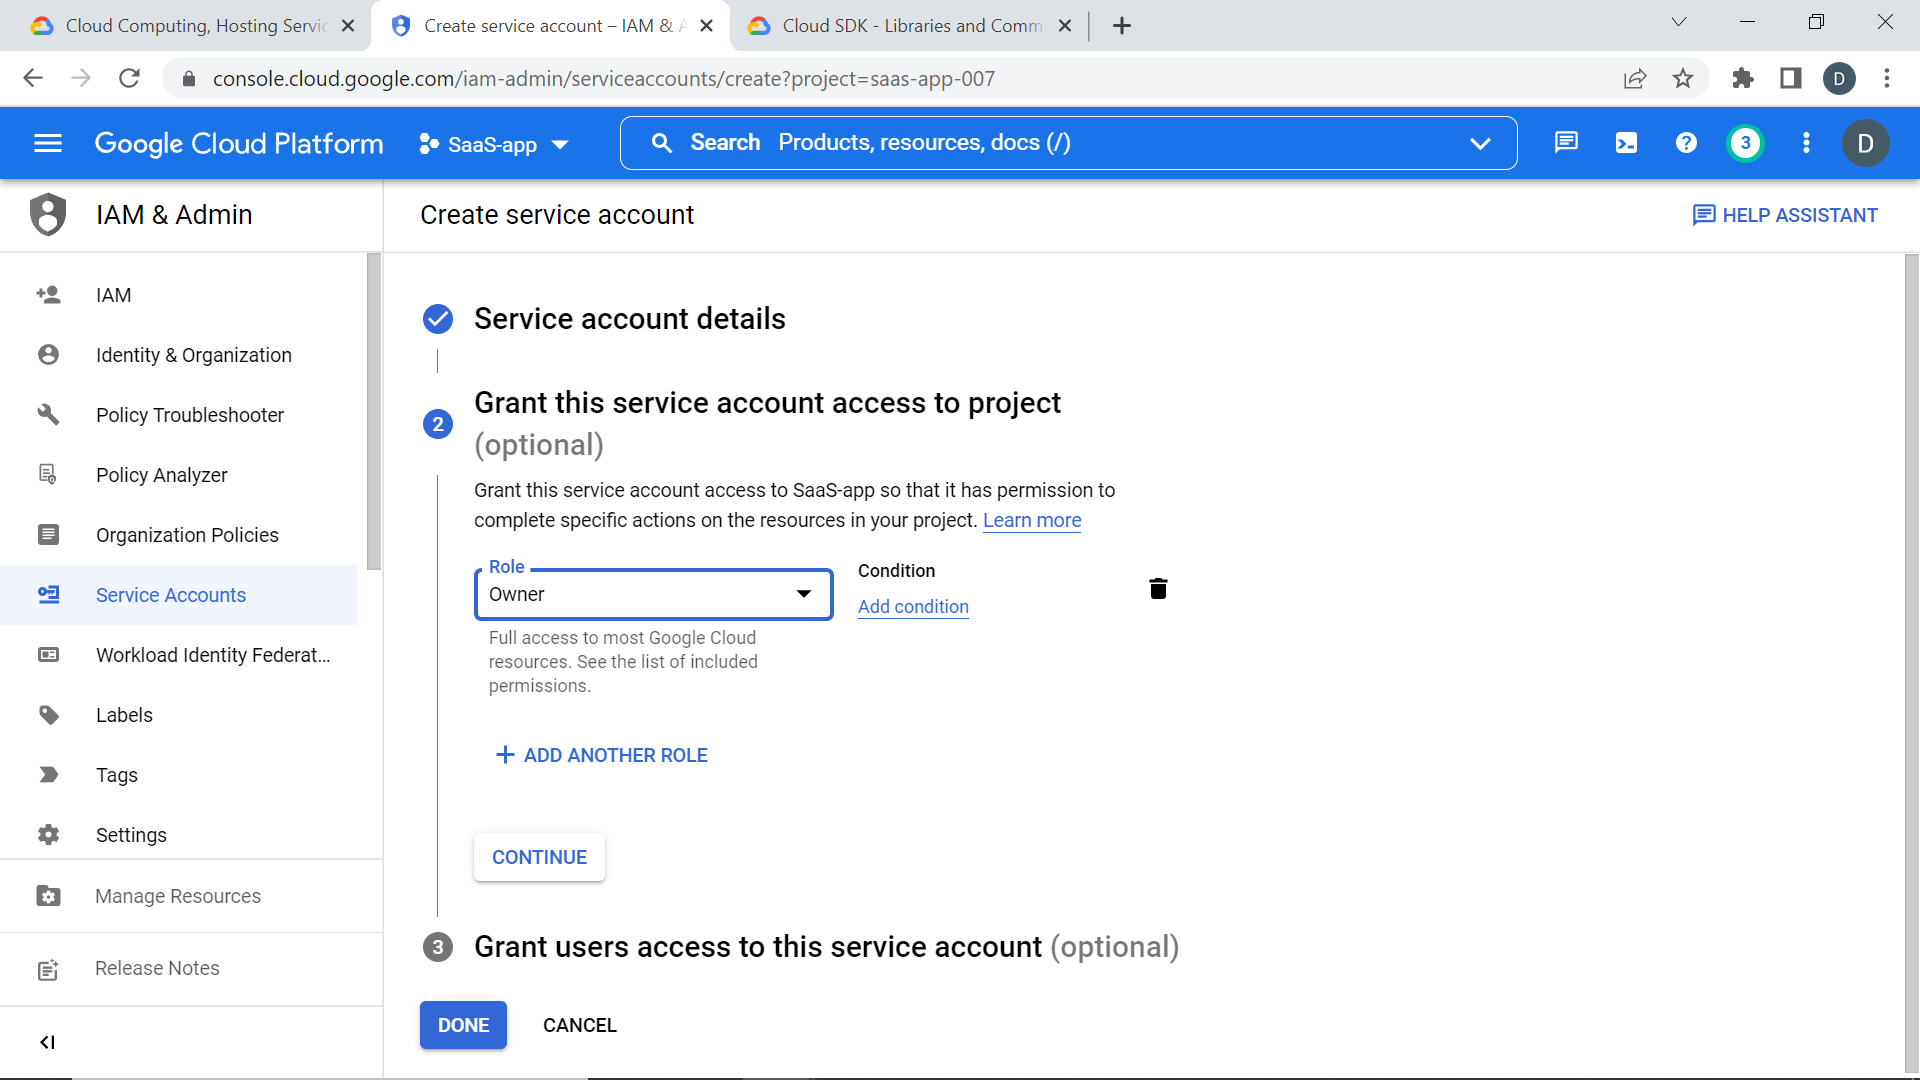 Cloud Computing, Hosting Servic
Create service account – IAM & A
Cloud SDK - Libraries and Comma
console.cloud.google.com/iam-admin/serviceaccounts/create?project=saas-app-007
D
Google Cloud Platform
SaaS-app
Search Products, resources, docs (/)
3
D
IAM & Admin
Create service account
HELP ASSISTANT
IAM
Identity & Organization
Policy Troubleshooter
Policy Analyzer
Organization Policies
Service Accounts
Workload Identity Federat...
Labels
Tags
Settings
Manage Resources
Release Notes
Service account details
2
Grant this service account access to project
(optional)
Grant this service account access to SaaS-app so that it has permission to
complete specific actions on the resources in your project. Learn more
Role
Owner
Condition
Add condition
Full access to most Google Cloud
resources. See the list of included
permissions.
+ ADD ANOTHER ROLE
CONTINUE
3
Grant users access to this service account (optional)
DONE
CANCEL